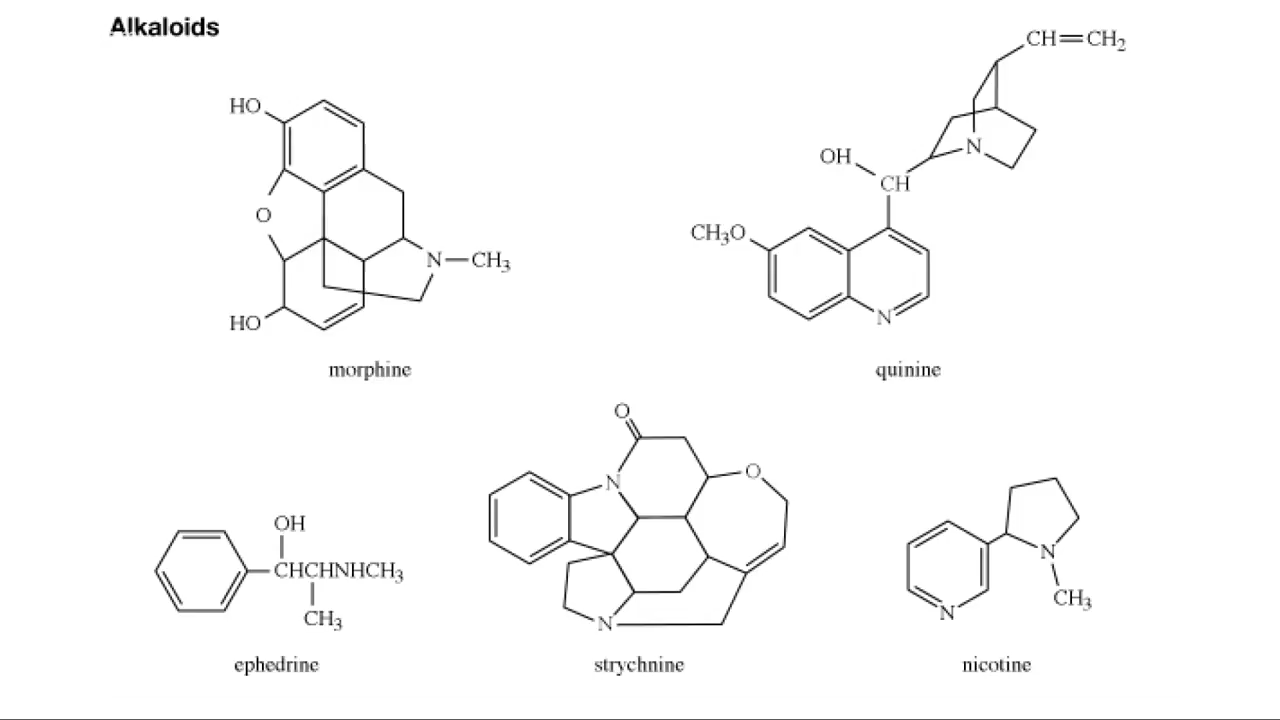 Alkaloids
HO
O
HO
N—CH₃
morphine
CH=CH₂
N
OH
CH
CH₃O
N
quinine
OH
CHCHNHCH₃
CH₃
ephedrine
O
N
O
N
strychnine
N
N
CH₃
nicotine